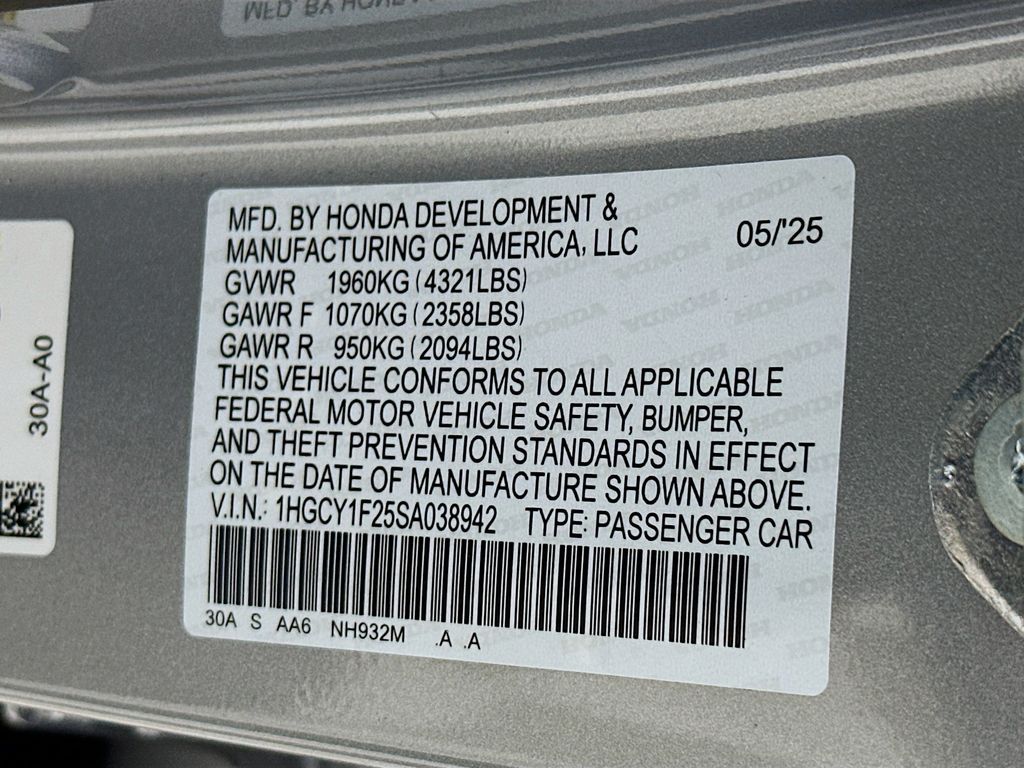 MFD. BY HONDA DEVELOPMENT &
MANUFACTURING OF AMERICA, LLC 05/'25
GVWR 1960KG (4321LBS)
GAWR F 1070KG (2358LBS)
GAWR R 950KG (2094LBS)
THIS VEHICLE CONFORMS TO ALL APPLICABLE
FEDERAL MOTOR VEHICLE SAFETY, BUMPER,
AND THEFT PREVENTION STANDARDS IN EFFECT
ON THE DATE OF MANUFACTURE SHOWN ABOVE.
V.I.N.: 1HGCY1F25SA038942 TYPE: PASSENGER CAR
30A S AA6 NH932M .A .A
30A-A0